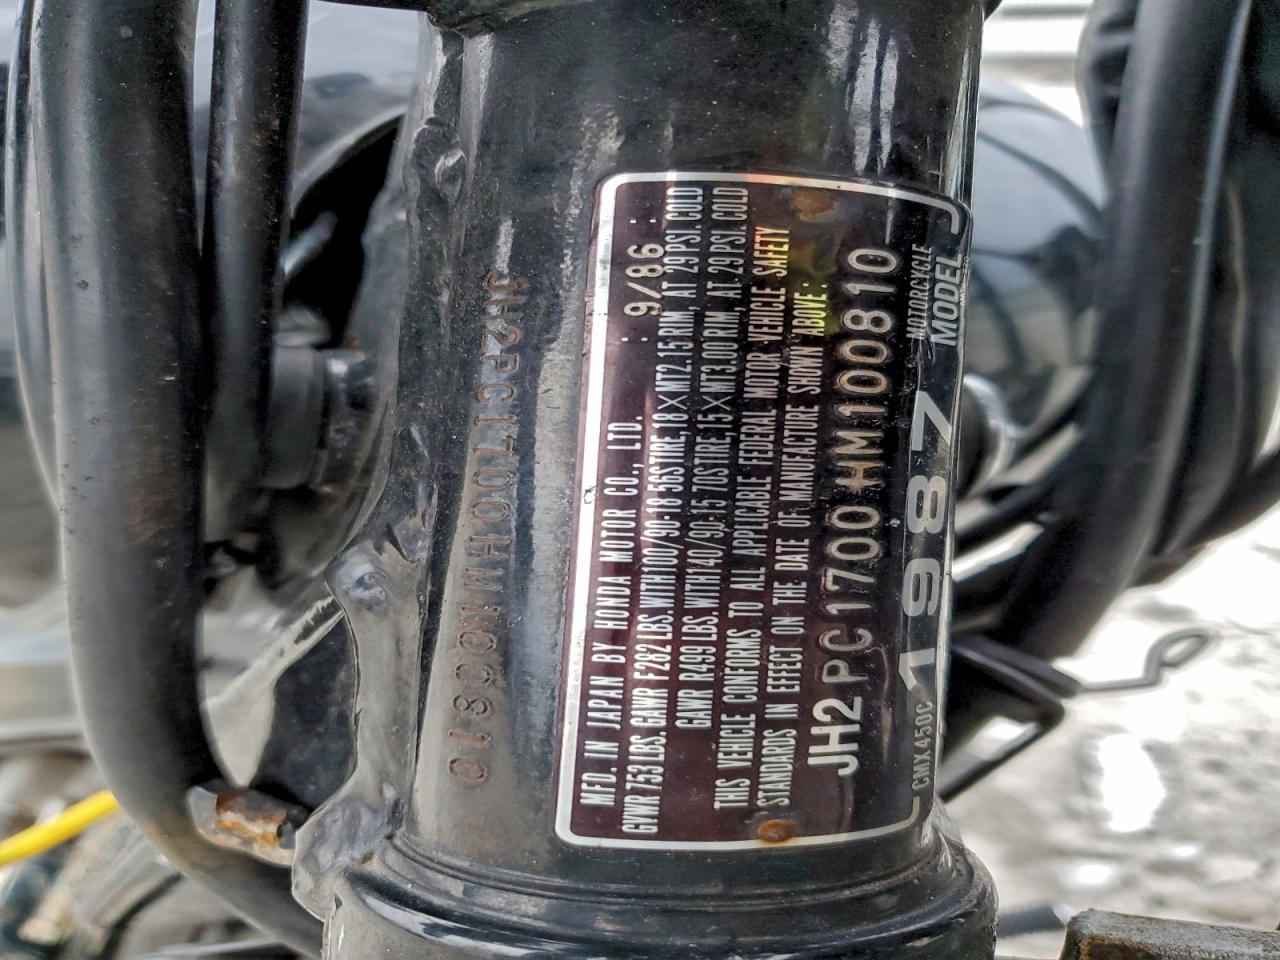 MFD. IN JAPAN BY HONDA MOTOR CO., LTD. : 9/86 :
GVWR 753 LBS. GAWR F282 LBS. WITH 100/90-18 56S TIRE, 18 × MT2.15 RIM, AT 29 PSI. COLD
GAWR R499 LBS. WITH 140/90-15 70S TIRE, 15 × MT3.00 RIM, AT 29 PSI. COLD
THIS VEHICLE CONFORMS TO ALL APPLICABLE FEDERAL MOTOR VEHICLE SAFETY
STANDARDS IN EFFECT ON THE DATE OF MANUFACTURE SHOWN ABOVE:
JH2PC1700HM100810
CMX450C 1987 MOTORCYCLE
MODEL
JH2PC1700HM100810